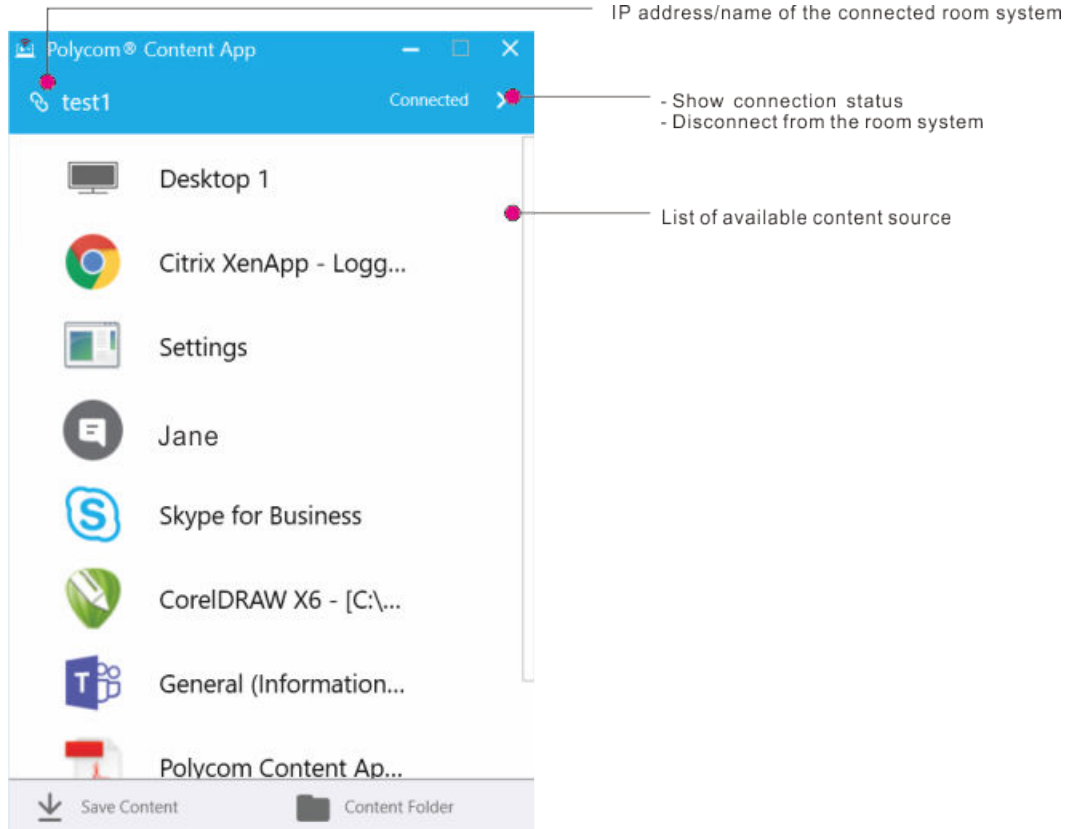 IP address/name of the connected room system
Polycom® Content App
test1
Connected
- Show connection status
- Disconnect from the room system
Desktop 1
List of available content source
Citrix XenApp - Logg...
Settings
Jane
Skype for Business
CorelDRAW X6 - [C:\...
General (Information...
Polycom Content Ap...
Save Content
Content Folder